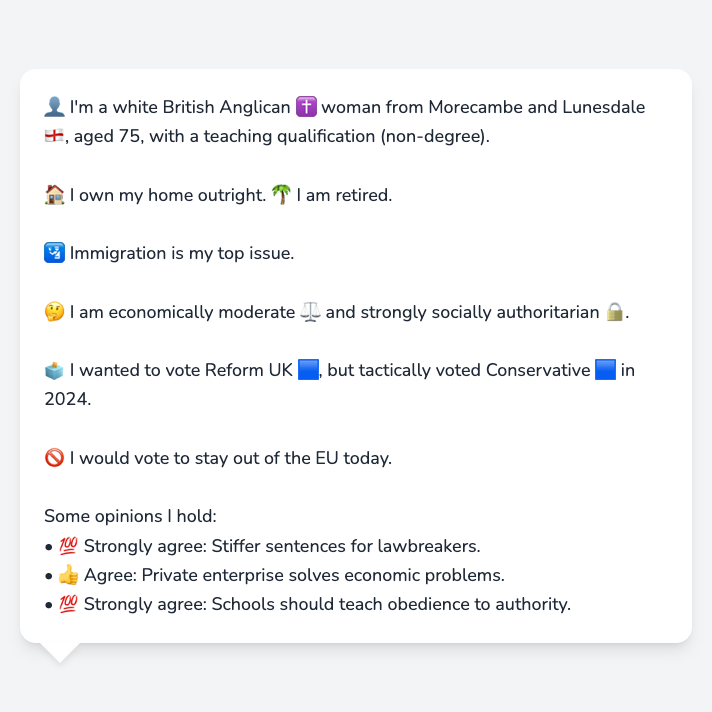 👤 I'm a white British Anglican ✝️ woman from Morecambe and Lunesdale
🏴󠁧󠁢󠁥󠁮󠁧󠁿, aged 75, with a teaching qualification (non-degree).
🏠 I own my home outright. 🌴 I am retired.
🛂 Immigration is my top issue.
🤔 I am economically moderate ⚖️ and strongly socially authoritarian 🔒.
🗳️ I wanted to vote Reform UK 🟦, but tactically voted Conservative 🟦 in
2024.
🚫 I would vote to stay out of the EU today.
Some opinions I hold:
• 💯 Strongly agree: Stiffer sentences for lawbreakers.
• 👍 Agree: Private enterprise solves economic problems.
• 💯 Strongly agree: Schools should teach obedience to authority.